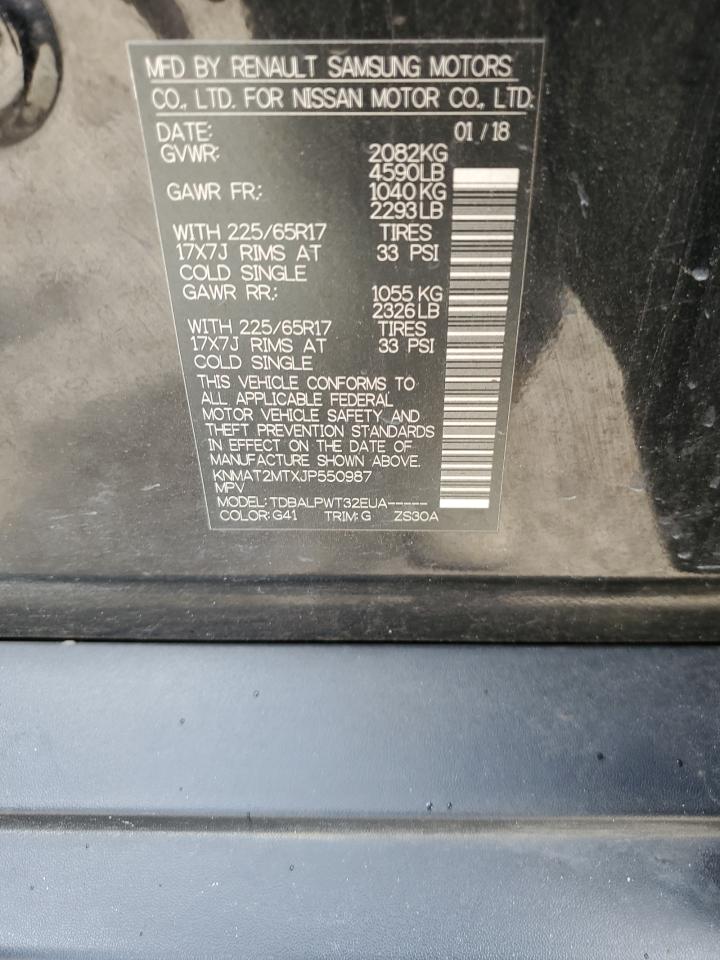 MFD BY RENAULT SAMSUNG MOTORS
CO., LTD. FOR NISSAN MOTOR CO., LTD.
DATE: 01 / 18
GVWR: 2082KG
4590LB
GAWR FR.: 1040KG
2293LB
WITH 225/65R17 TIRES
17X7J RIMS AT 33 PSI
COLD SINGLE
GAWR RR.: 1055KG
2326LB
WITH 225/65R17 TIRES
17X7J RIMS AT 33 PSI
COLD SINGLE
THIS VEHICLE CONFORMS TO
ALL APPLICABLE FEDERAL
MOTOR VEHICLE SAFETY AND
THEFT PREVENTION STANDARDS
IN EFFECT ON THE DATE OF
MANUFACTURE SHOWN ABOVE.
KNMAT2MTXJP550987
MPV
MODEL: TDBALPWT32EUA-----
COLOR: G41 TRIM: G ZS30A